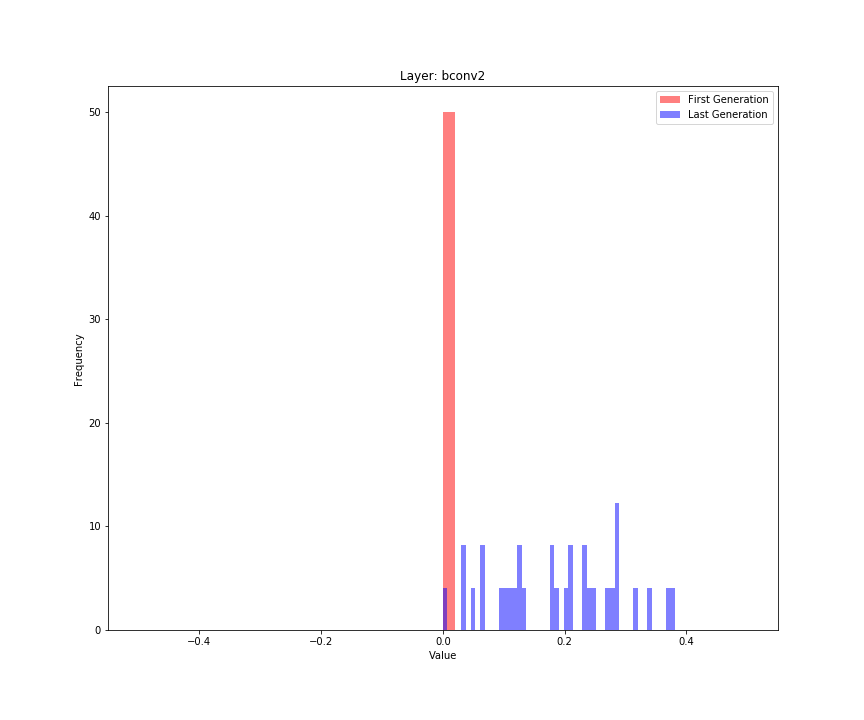 Layer: bconv2
First Generation
Last Generation
50
40
30
20
10
0
Frequency
−0.4
−0.2
0.0
0.2
0.4
Value